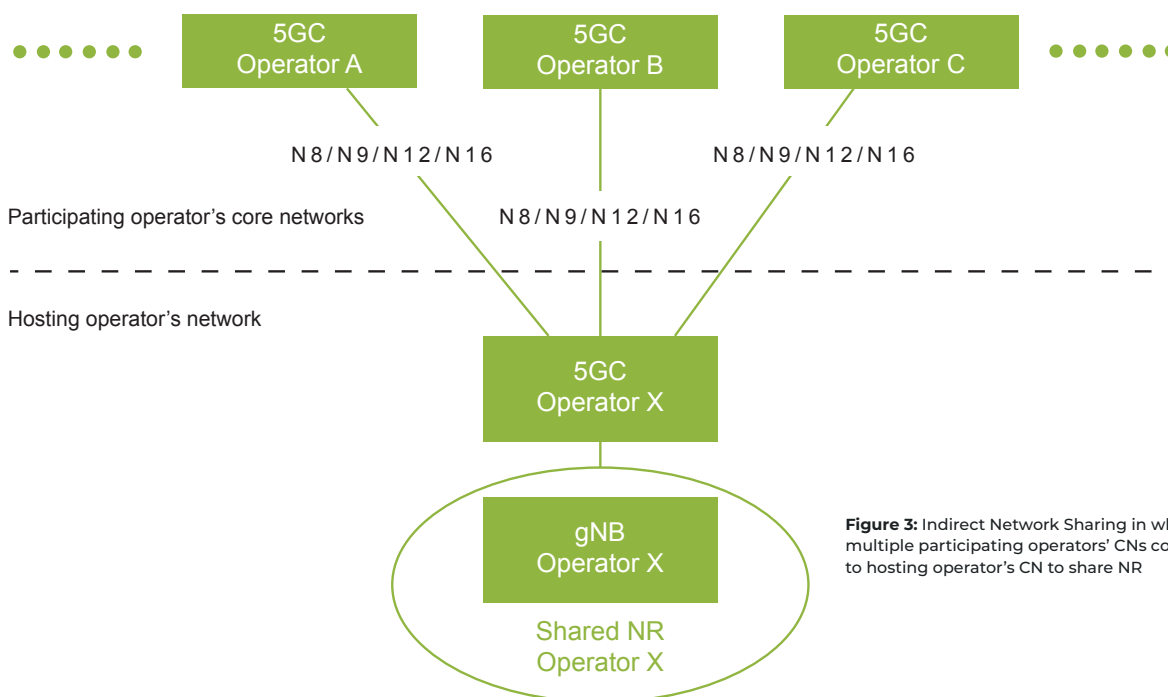 5GC
Operator A
5GC
Operator B
5GC
Operator C
N8/N9/N12/N16
N8/N9/N12/N16
Participating operator's core networks
N8/N9/N12/N16
Hosting operator's network
5GC
Operator X
gNB
Operator X
Shared NR
Operator X
Figure 3: Indirect Network Sharing in
multiple participating operators' CNs
to hosting operator's CN to share NR